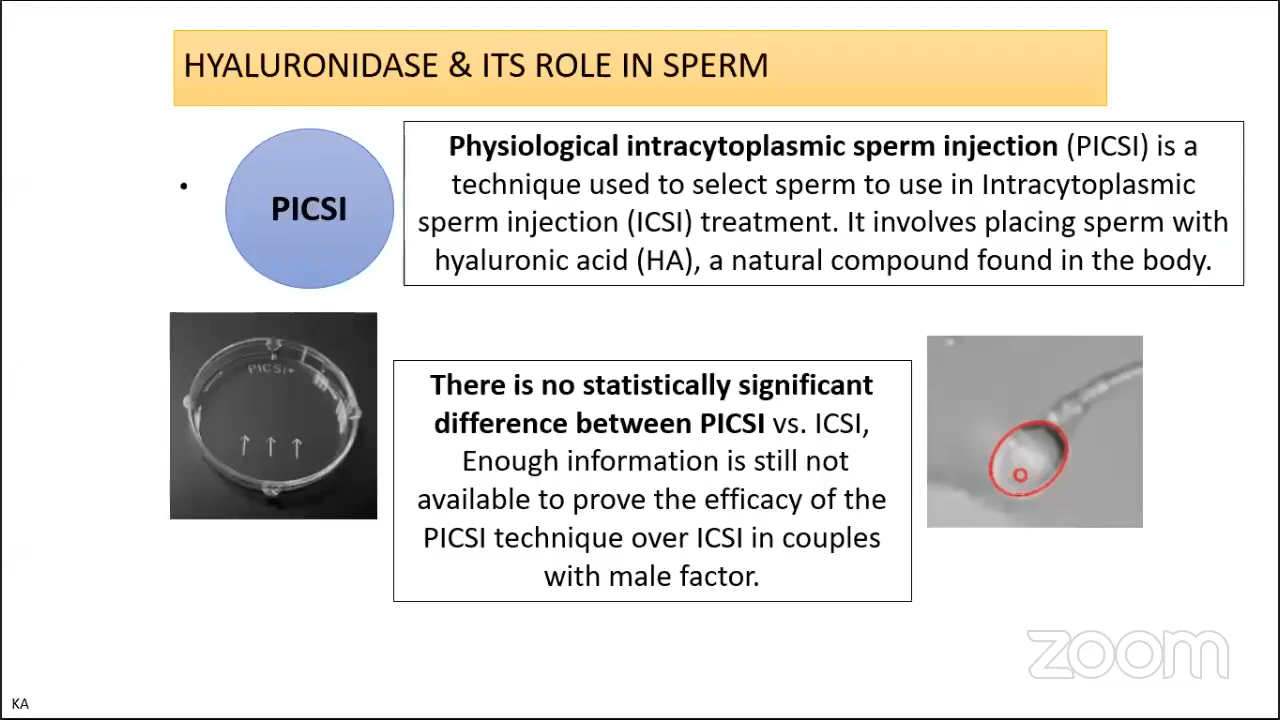 HYALURONIDASE & ITS ROLE IN SPERM
PICSI
Physiological intracytoplasmic sperm injection (PICSI) is a
technique used to select sperm to use in Intracytoplasmic
sperm injection (ICSI) treatment. It involves placing sperm with
hyaluronic acid (HA), a natural compound found in the body.
PICSI
There is no statistically significant
difference between PICSI vs. ICSI,
Enough information is still not
available to prove the efficacy of the
PICSI technique over ICSI in couples
with male factor.
zoom
KA